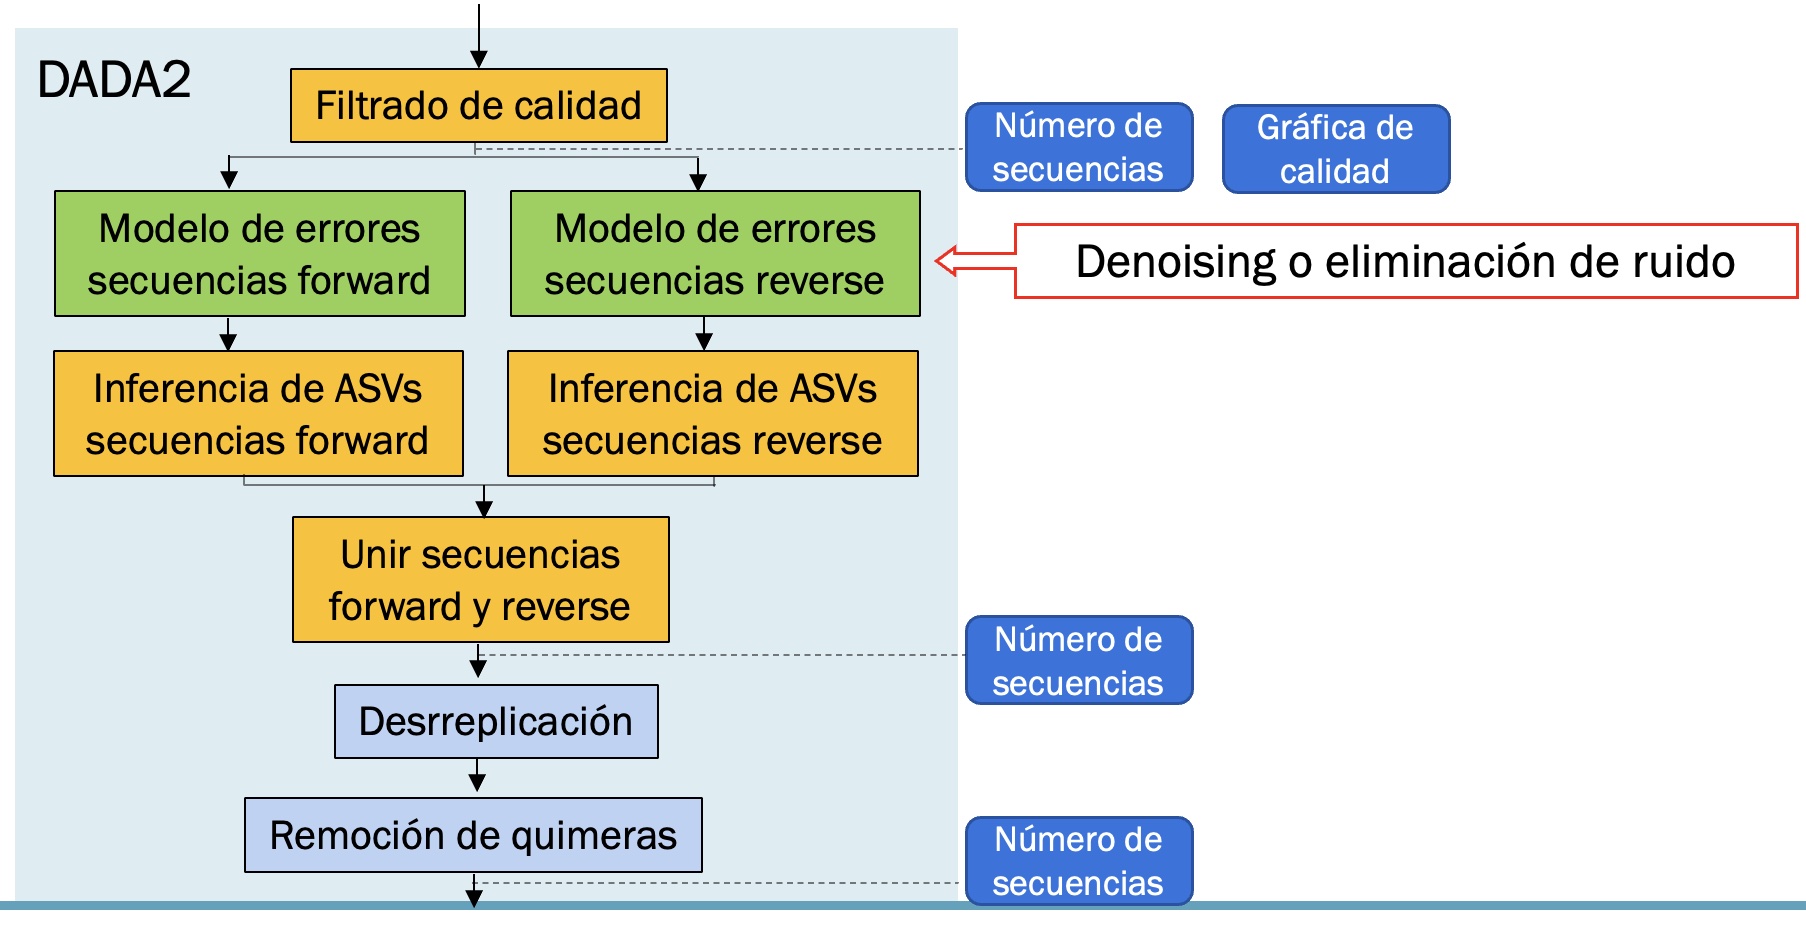 DADA2
Filtrado de calidad
Número de
secuencias
Gráfica de
calidad
Modelo de errores
secuencias forward
Modelo de errores
secuencias reverse
Denoising o eliminación de ruido
Inferencia de ASVs
secuencias forward
Inferencia de ASVs
secuencias reverse
Unir secuencias
forward y reverse
Número de
secuencias
Desrreplicación
Remoción de quimeras
Número de
secuencias